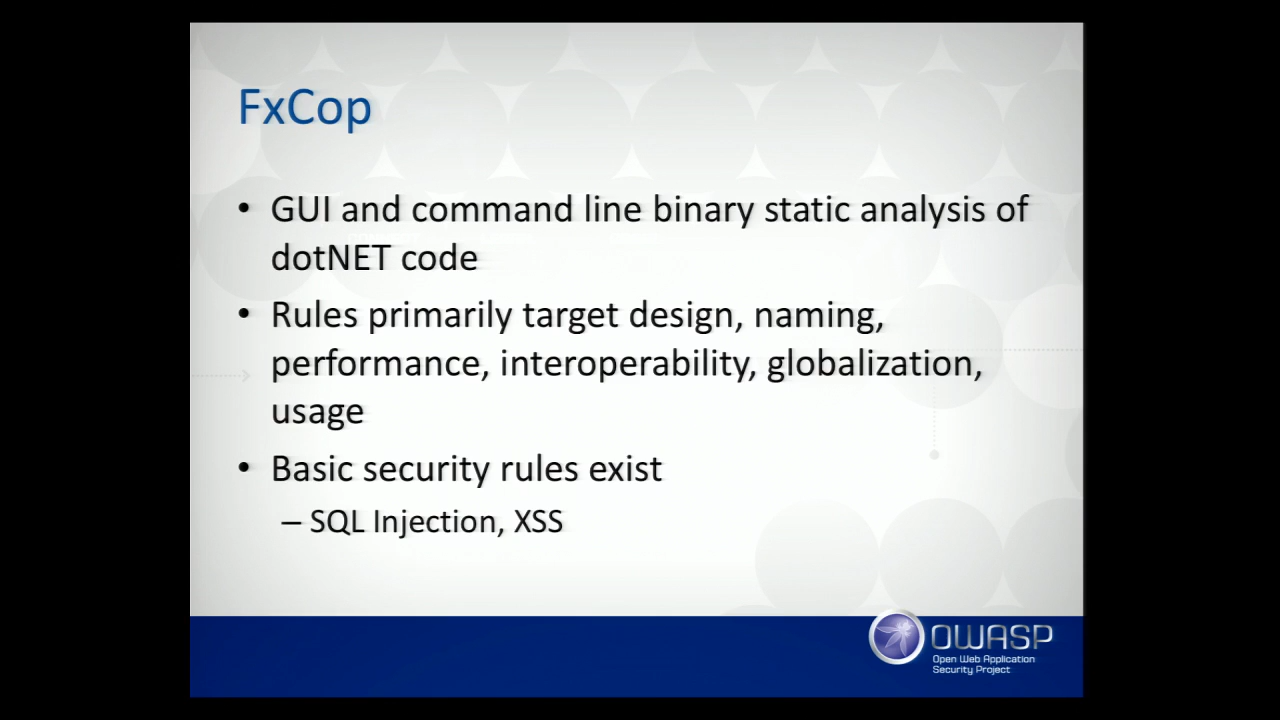 FxCop
• GUI and command line binary static analysis of
dotNET code
• Rules primarily target design, naming,
performance, interoperability, globalization,
usage
• Basic security rules exist
– SQL Injection, XSS
OWASP
Open Web Application
Security Project